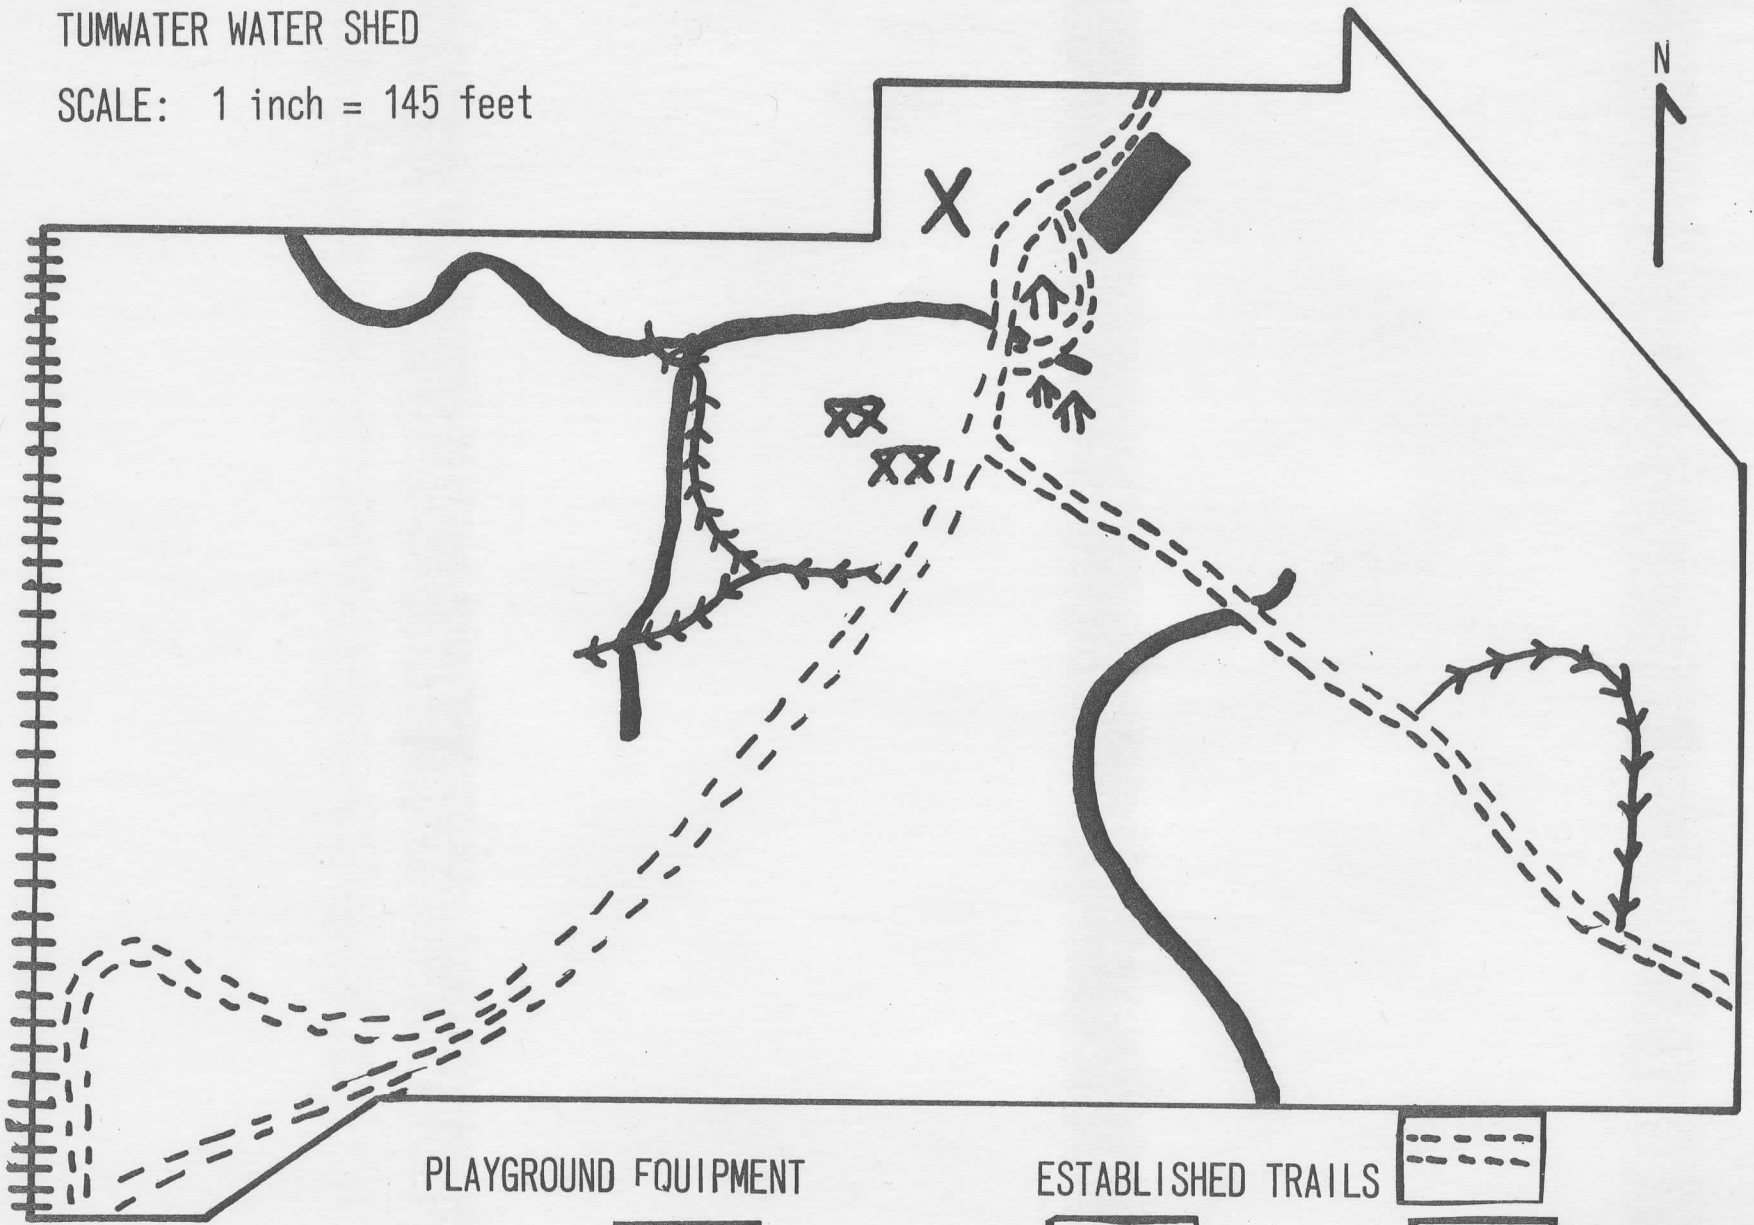 TUMWATER WATER SHED
SCALE: 1 inch = 145 feet
N
X
PLAYGROUND EQUIPMENT
ESTABLISHED TRAILS